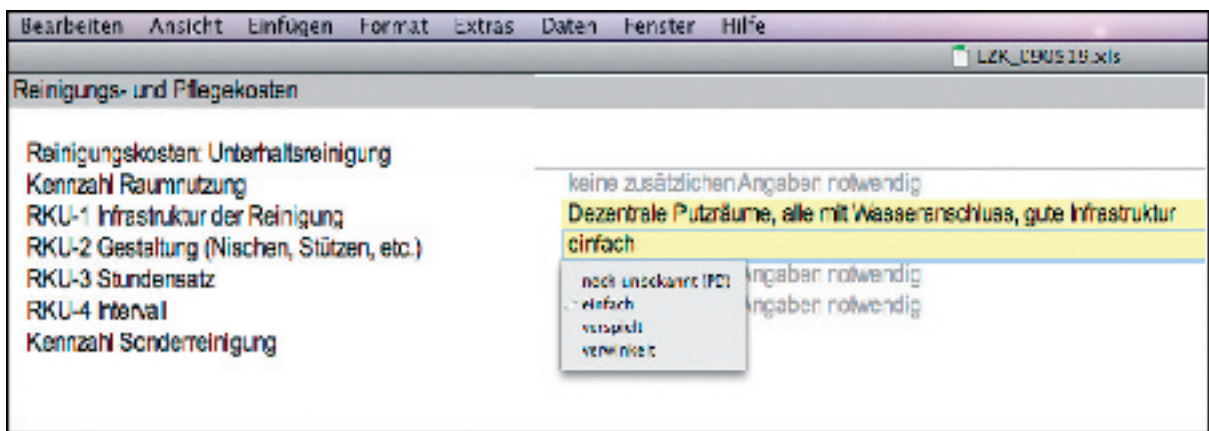 Bearbeiten Ansicht Einfügen Format Extras Daten Fenster Hilfe
LZK_090519.xls
Reinigungs- und Pflegekosten
Reinigungskosten: Unterhaltsreinigung
Kennzahl Raumnutzung keine zusätzlichen Angaben notwendig
RKU-1 Infrastruktur der Reinigung Dezentrale Putzräume, alle mit Wasseranschluss, gute Infrastruktur
RKU-2 Gestaltung (Nischen, Stützen, etc.) einfach
RKU-3 Stundensatz Angaben notwendig
RKU-4 Intervall Angaben notwendig
Kennzahl Sonderreinigung
noch unbekannt
einfach
verspielt
verwinkelt